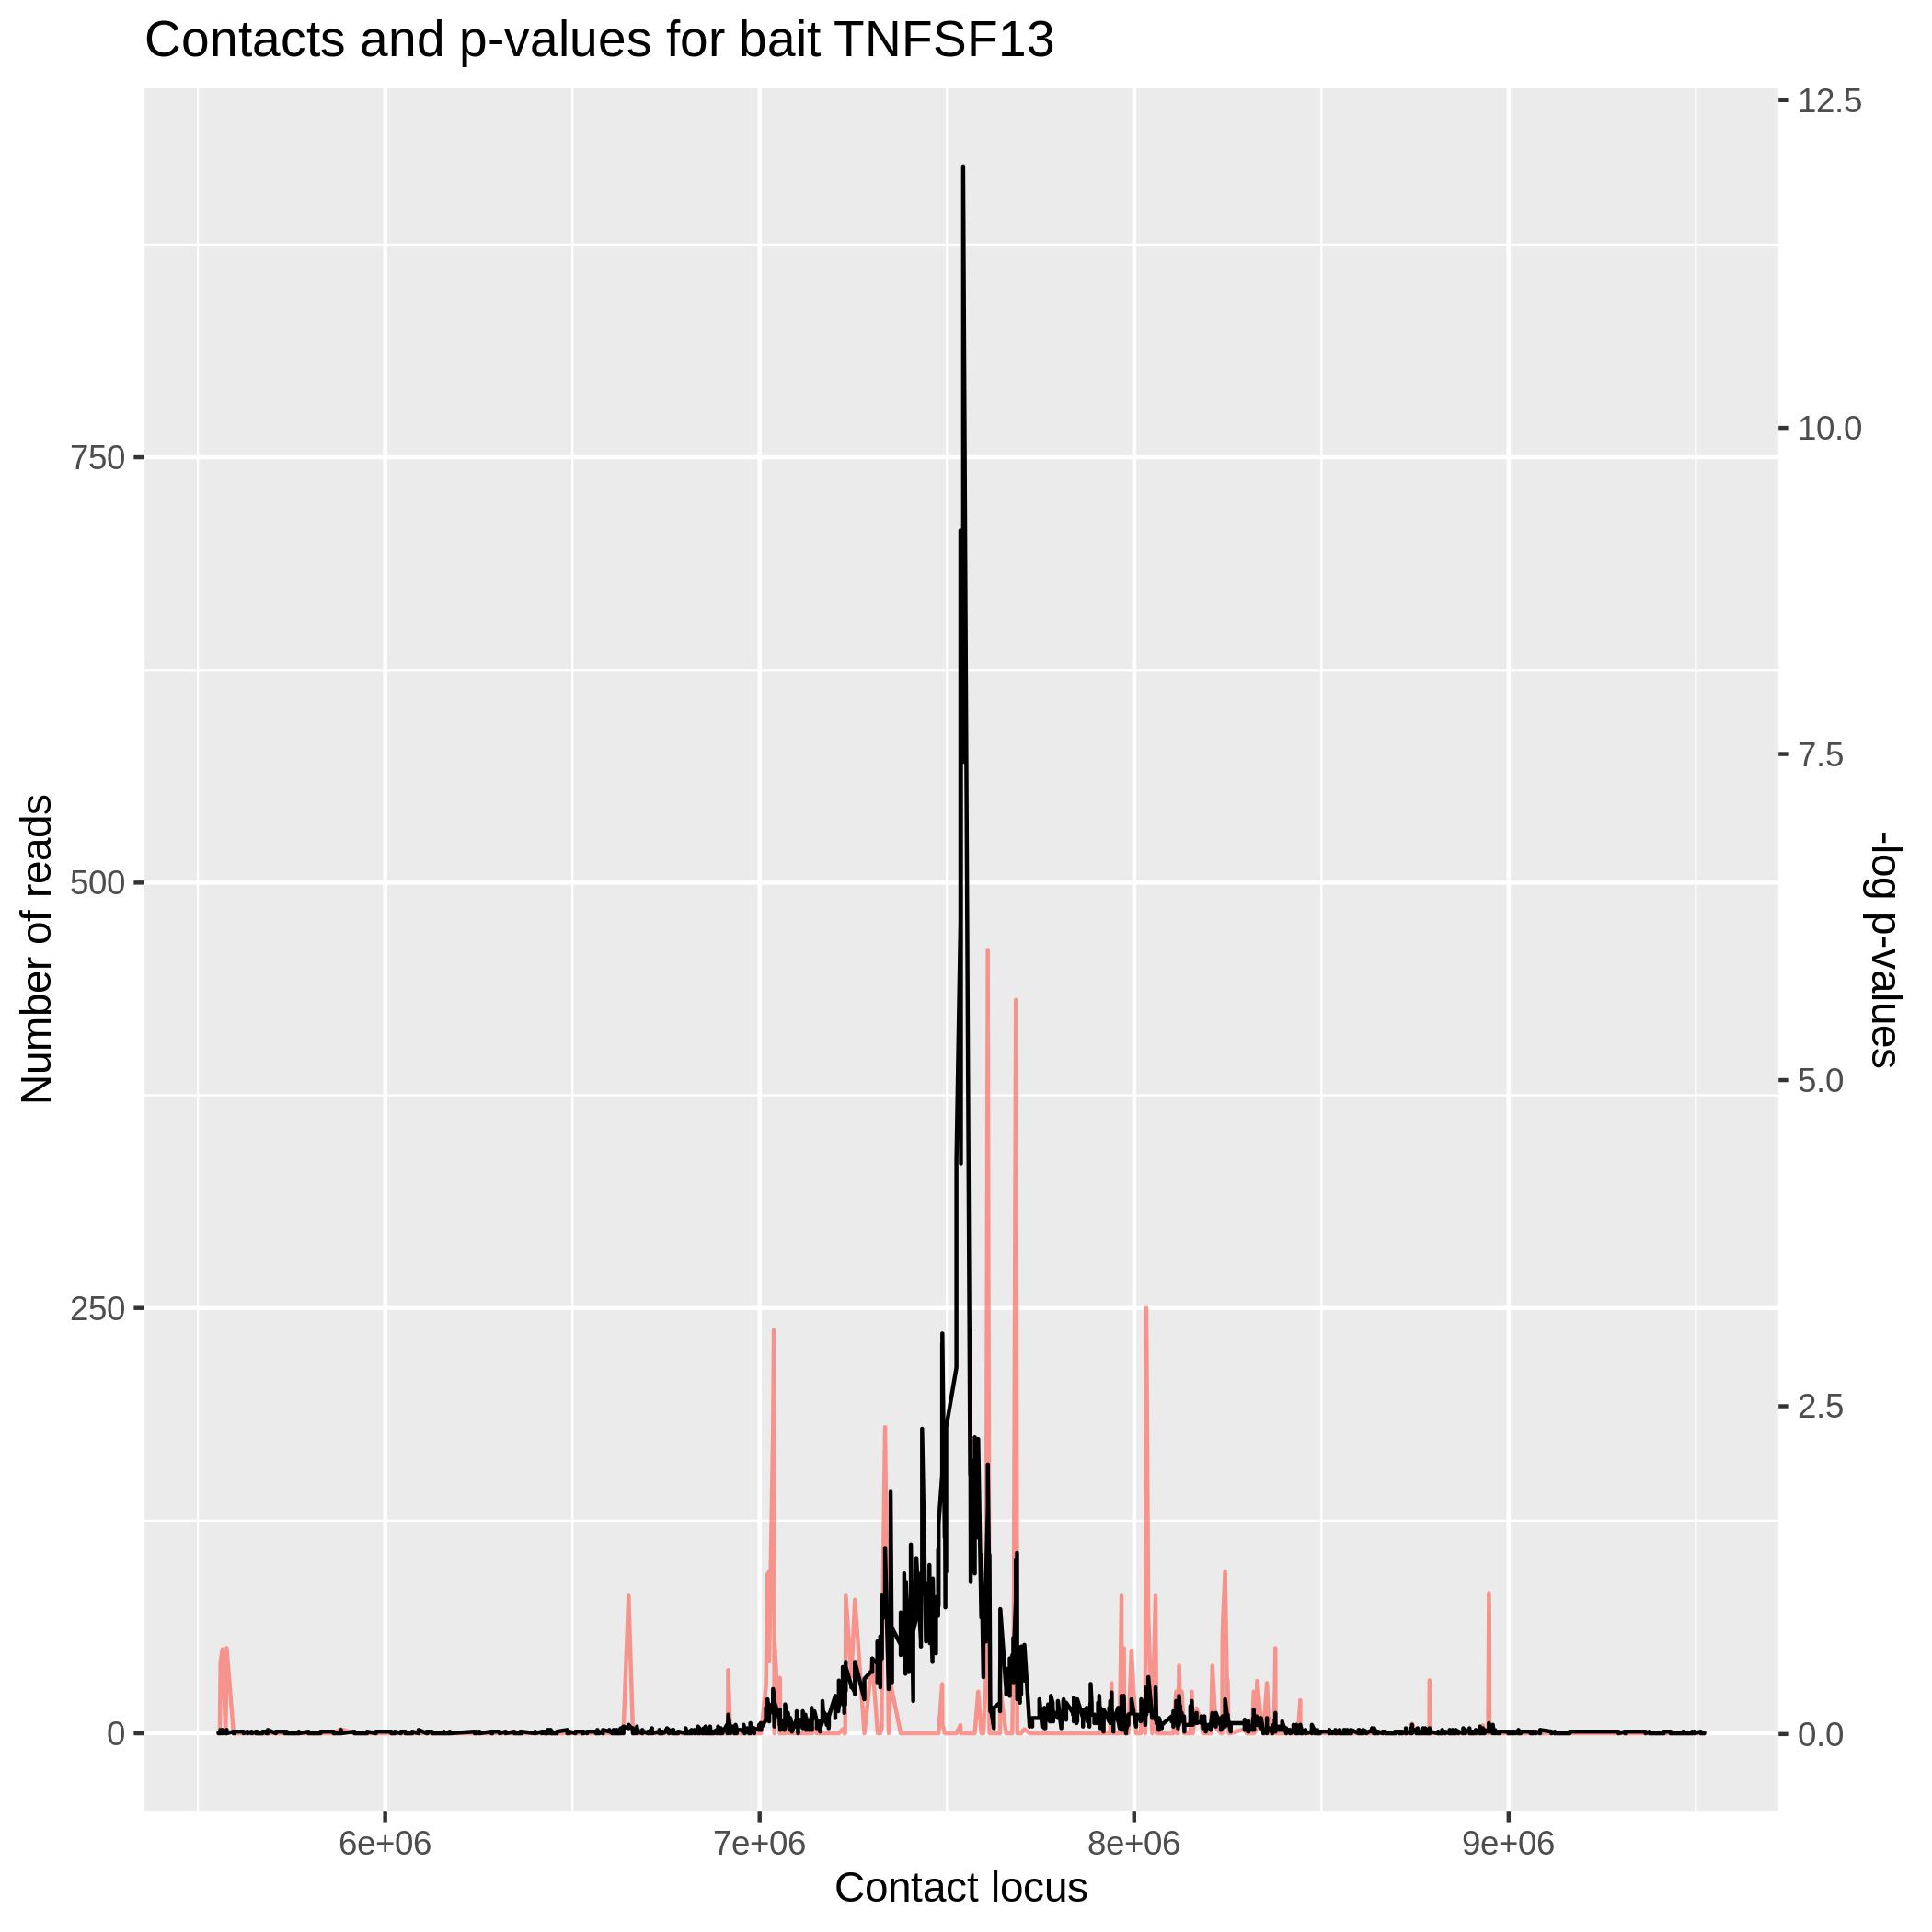 Contacts and p-values for bait TNFSF13
Number of reads
750
500
250
0
12.5
10.0
7.5
5.0
2.5
0.0
-log p-values
6e+06 7e+06 8e+06 9e+06
Contact locus